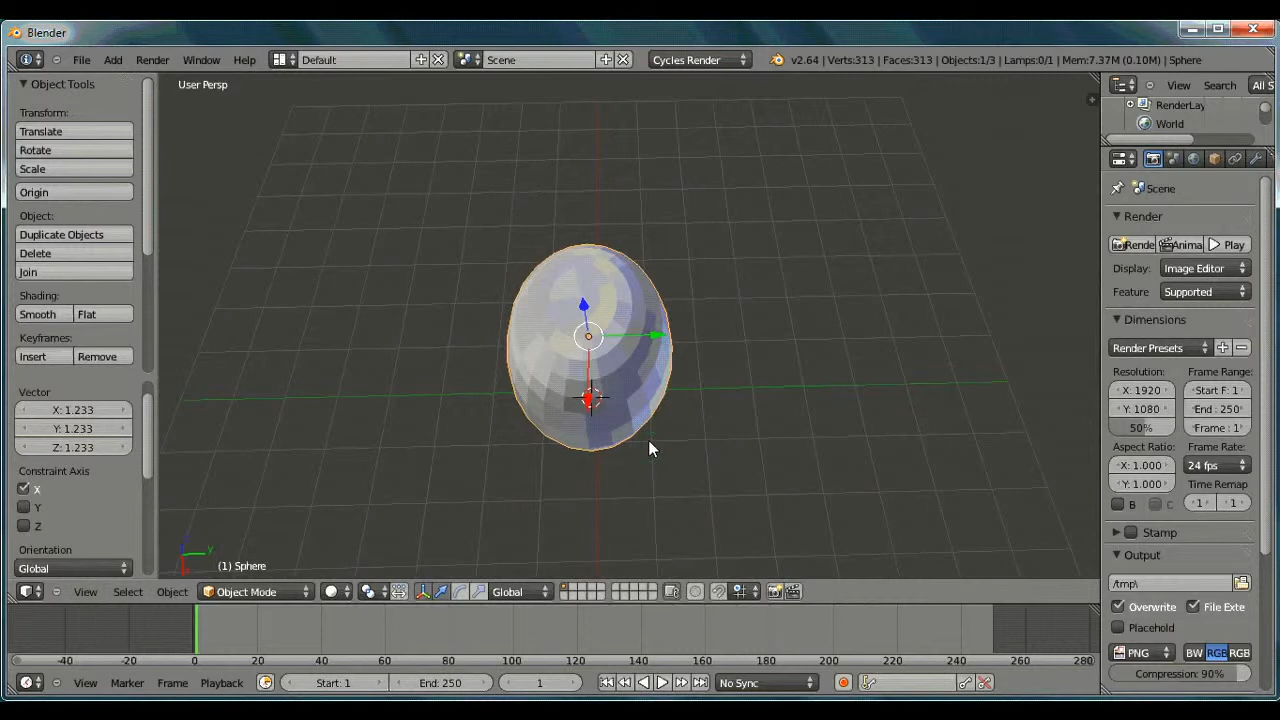 Blender
File Add Render Window Help Default Scene Cycles Render v2.64 | Verts:313 | Faces:313 | Objects:1/3 | Lamps:0/1 | Mem:7.37M (0.10M) | Sphere
Object Tools
Transform:
Translate
Rotate
Scale
Origin
Object:
Duplicate Objects
Delete
Join
Shading:
Smooth Flat
Keyframes:
Insert Remove
Vector
X: 1.233
Y: 1.233
Z: 1.233
Constraint Axis
X
Y
Z
Orientation
Global
User Persp
y
(1) Sphere
View Select Object Object Mode Global
-40 -20 0 20 40 60 80 100 120 140 160 180 200 220 240 260 280
View Marker Frame Playback Start: 1 End: 250 1 No Sync
View Search All S
RenderLay
World
Scene
Render
Rende Anima Play
Display: Image Editor
Feature Supported
Dimensions
Render Presets
Resolution: Frame Range:
X: 1920 Start F: 1
Y: 1080 End : 250
50% Frame : 1
Aspect Ratio: Frame Rate:
X: 1.000 24 fps
Y: 1.000 Time Remap
B C 1 1
Stamp
Output
/tmp\
Overwrite File Exte
Placehold
PNG BW RGB RGB
Compression: 90%